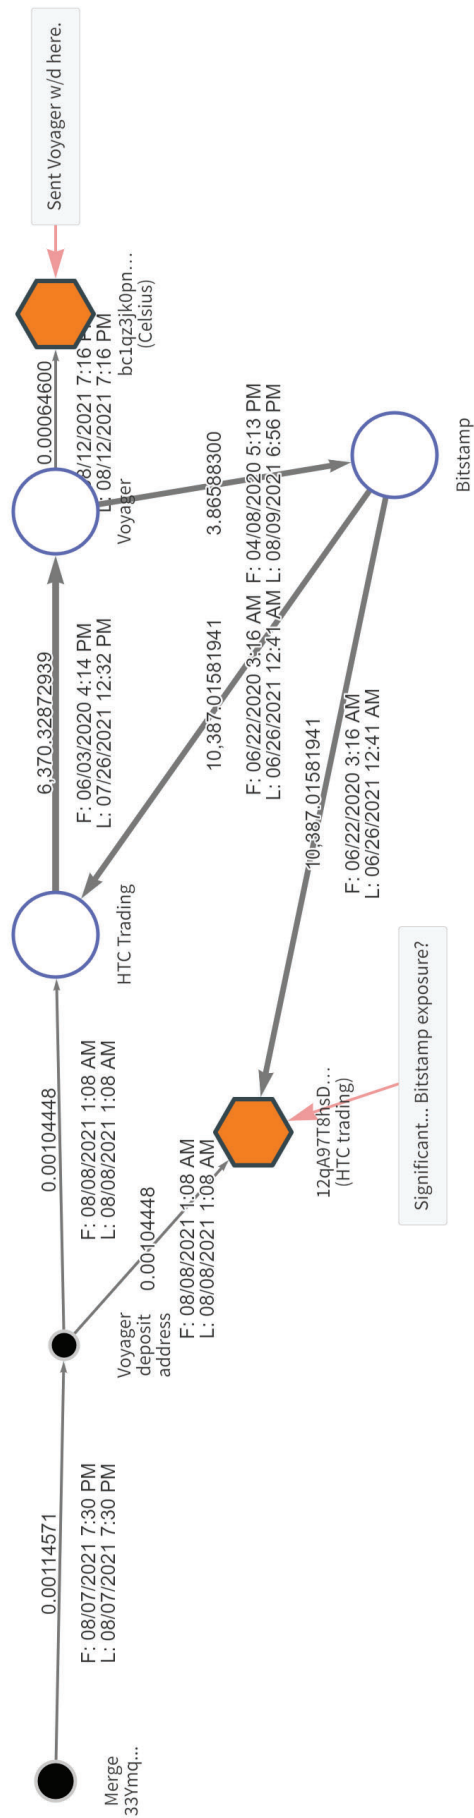 0.00114571
F: 08/07/2021 7:30 PM
L: 08/07/2021 7:30 PM
Merge
33Ymq...
0.00104448
F: 08/08/2021 1:08 AM
L: 08/08/2021 1:08 AM
Voyager
deposit
address
0.00104448
F: 08/08/2021 1:08 AM
L: 08/08/2021 1:08 AM
HTC Trading
6,370.32872939
F: 06/03/2020 4:14 PM
L: 07/26/2021 12:32 PM
Voyager
0.00064600
F: 08/12/2021 7:16 PM
L: 08/12/2021 7:16 PM
bc1qz3jk0pn...
(Celsius)
Sent Voyager w/d here.
3.86588300
F: 04/08/2020 5:13 PM
L: 08/09/2021 6:56 PM
Bitstamp
10,387.01581941
F: 06/22/2020 3:16 AM
L: 06/26/2021 12:41 AM
10,387.01581941
F: 06/22/2020 3:16 AM
L: 06/26/2021 12:41 AM
12qA97T8hsD...
(HTC trading)
Significant... Bitstamp exposure?